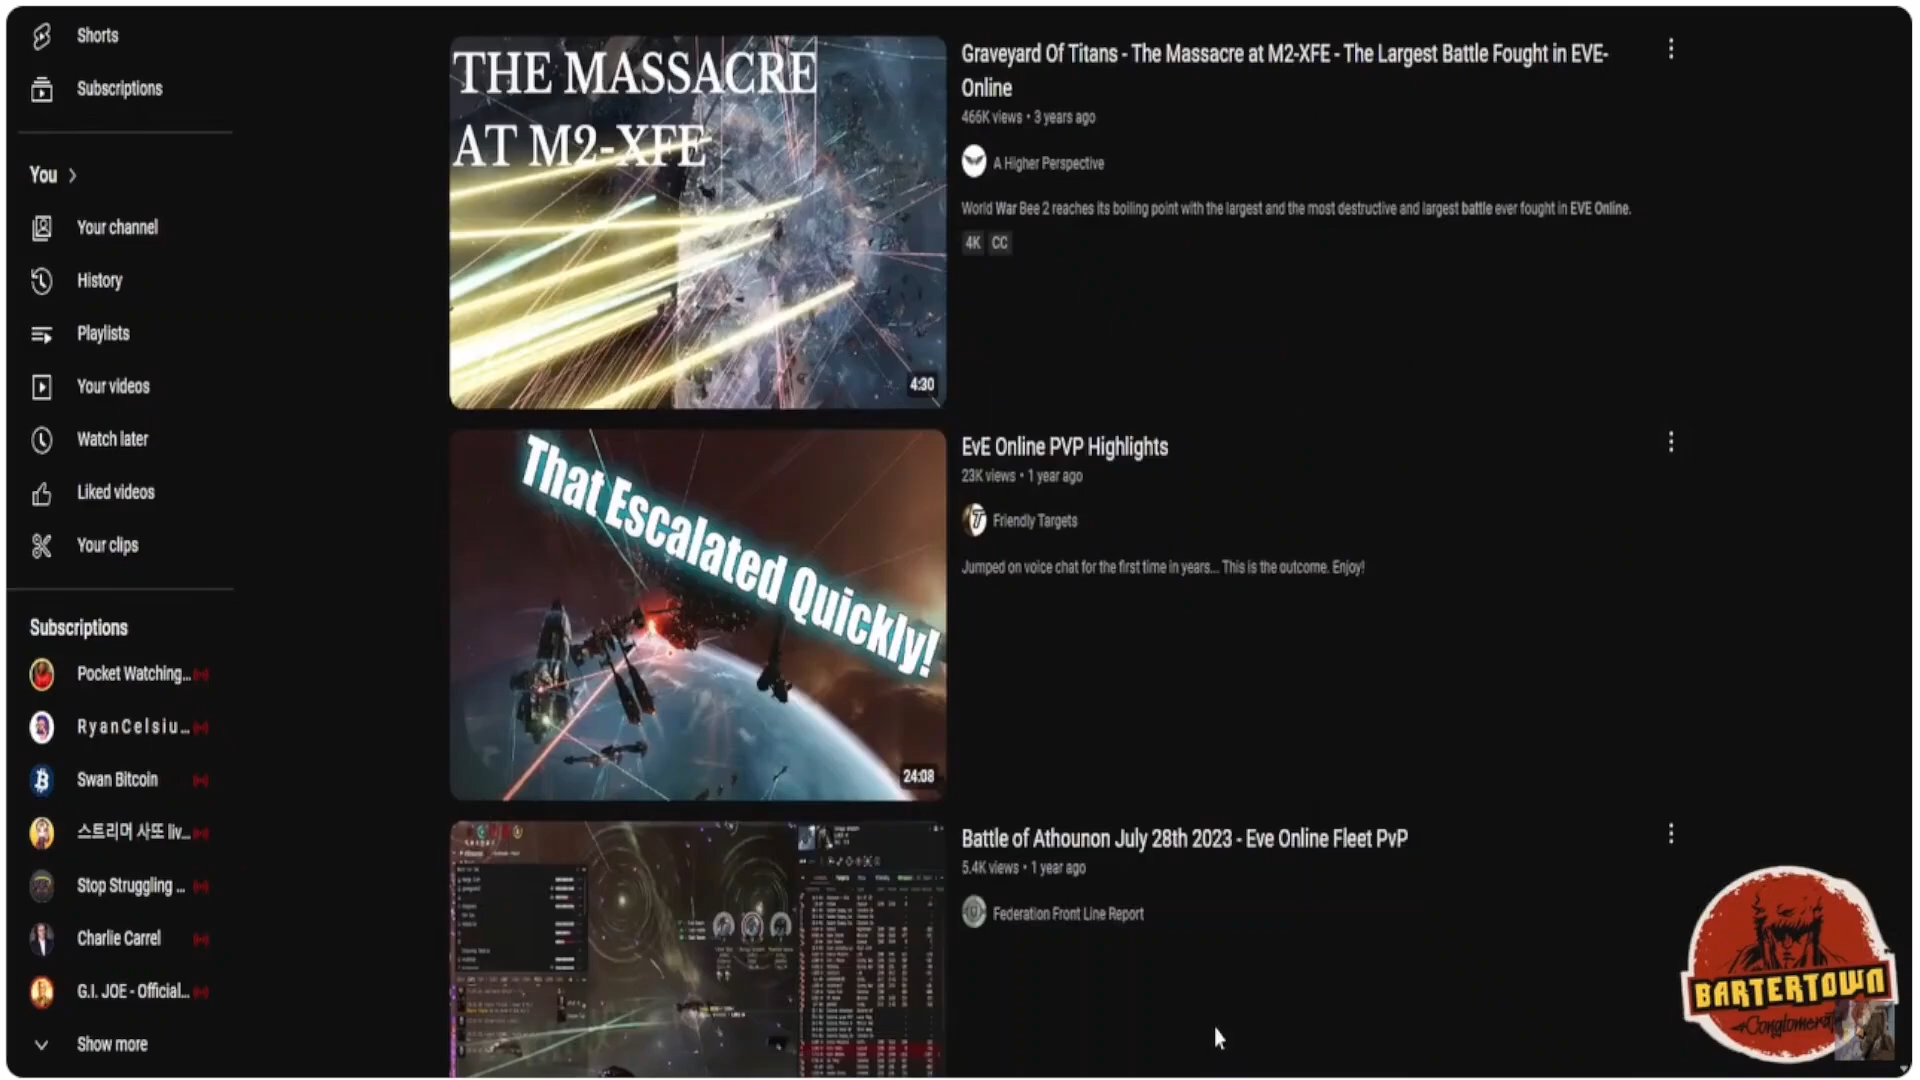 Shorts
Subscriptions
You
Your channel
History
Playlists
Your videos
Watch later
Liked videos
Your clips
Subscriptions
Pocket Watching...
RyanCelsiu...
Swan Bitcoin
스트리머 사또 liv...
Stop Struggling ...
Charlie Carrel
G.I. JOE - Official...
Show more
THE MASSACRE
AT M2-XFE
4:30
Graveyard Of Titans - The Massacre at M2-XFE - The Largest Battle Fought in EVE-
Online
466K views • 3 years ago
A Higher Perspective
World War Bee 2 reaches its boiling point with the largest and the most destructive and largest battle ever fought in EVE Online.
4K CC
That Escalated Quickly!
24:08
EvE Online PVP Highlights
23K views • 1 year ago
Friendly Targets
Jumped on voice chat for the first time in years... This is the outcome. Enjoy!
Battle of Athounon July 28th 2023 - Eve Online Fleet PvP
5.4K views • 1 year ago
Federation Front Line Report
BARTERTOWN